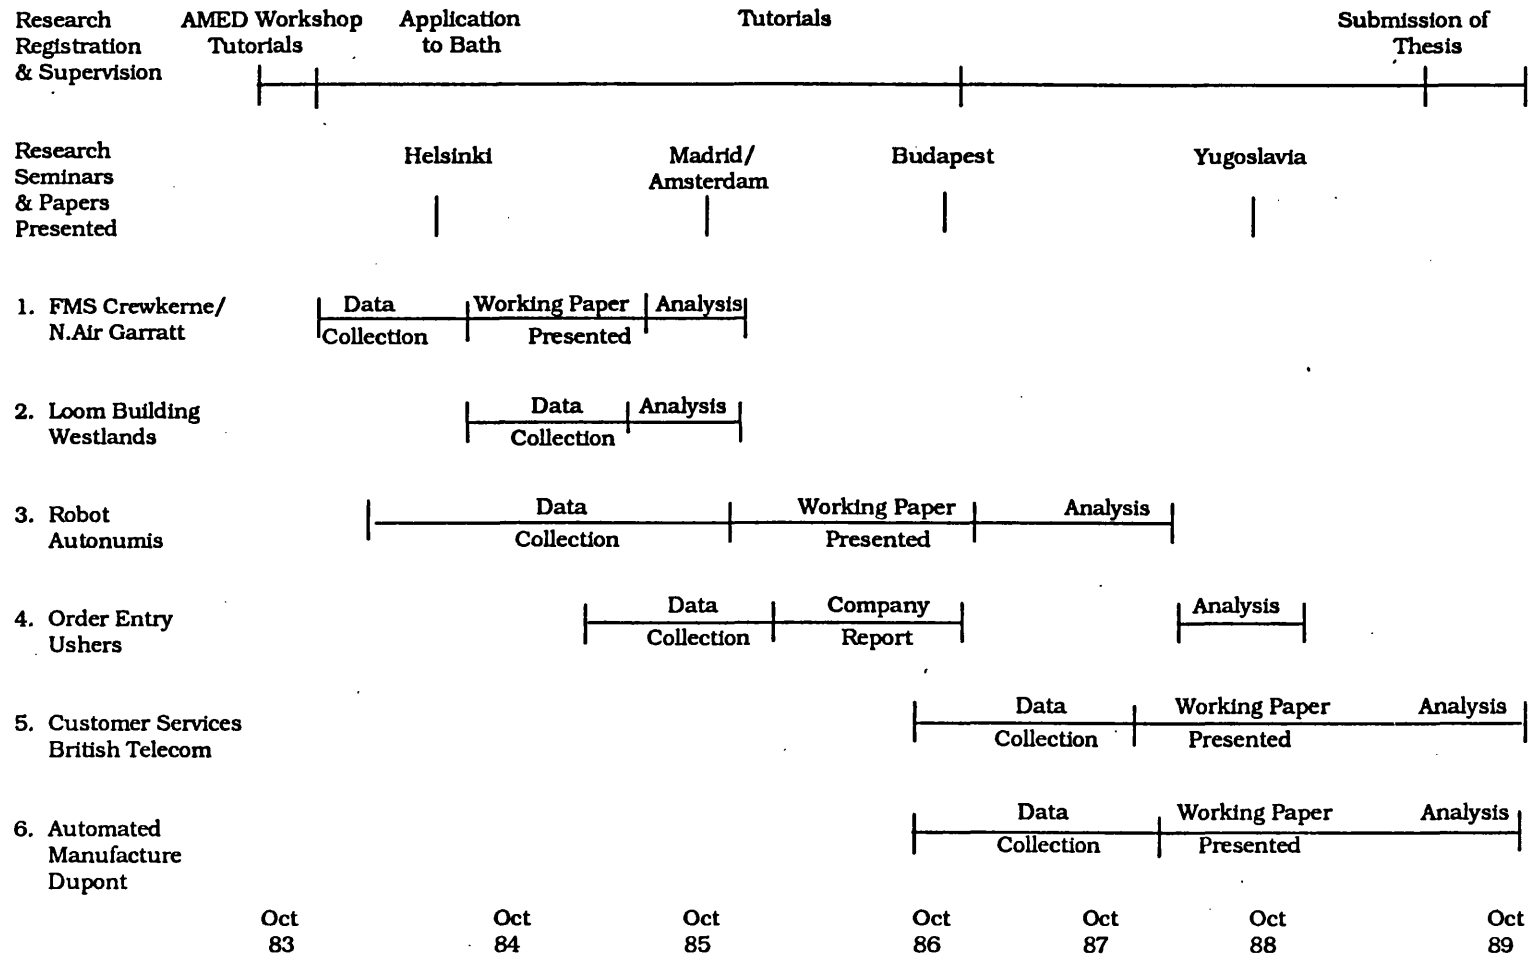 Research
Registration
& Supervision
AMED Workshop
Tutorials
Application
to Bath
Tutorials
Submission of
Thesis
Research
Seminars
& Papers
Presented
Helsinki
Madrid/
Amsterdam
Budapest
Yugoslavia
1. FMS Crewkerne/
N.Air Garratt
Data
Collection
Working Paper
Presented
Analysis
2. Loom Building
Westlands
Data
Collection
Analysis
3. Robot
Autonumis
Data
Collection
Working Paper
Presented
Analysis
4. Order Entry
Ushers
Data
Collection
Company
Report
Analysis
5. Customer Services
British Telecom
Data
Collection
Working Paper
Presented
Analysis
6. Automated
Manufacture
Dupont
Data
Collection
Working Paper
Presented
Analysis
Oct Oct Oct Oct Oct Oct Oct
83 84 85 86 87 88 89